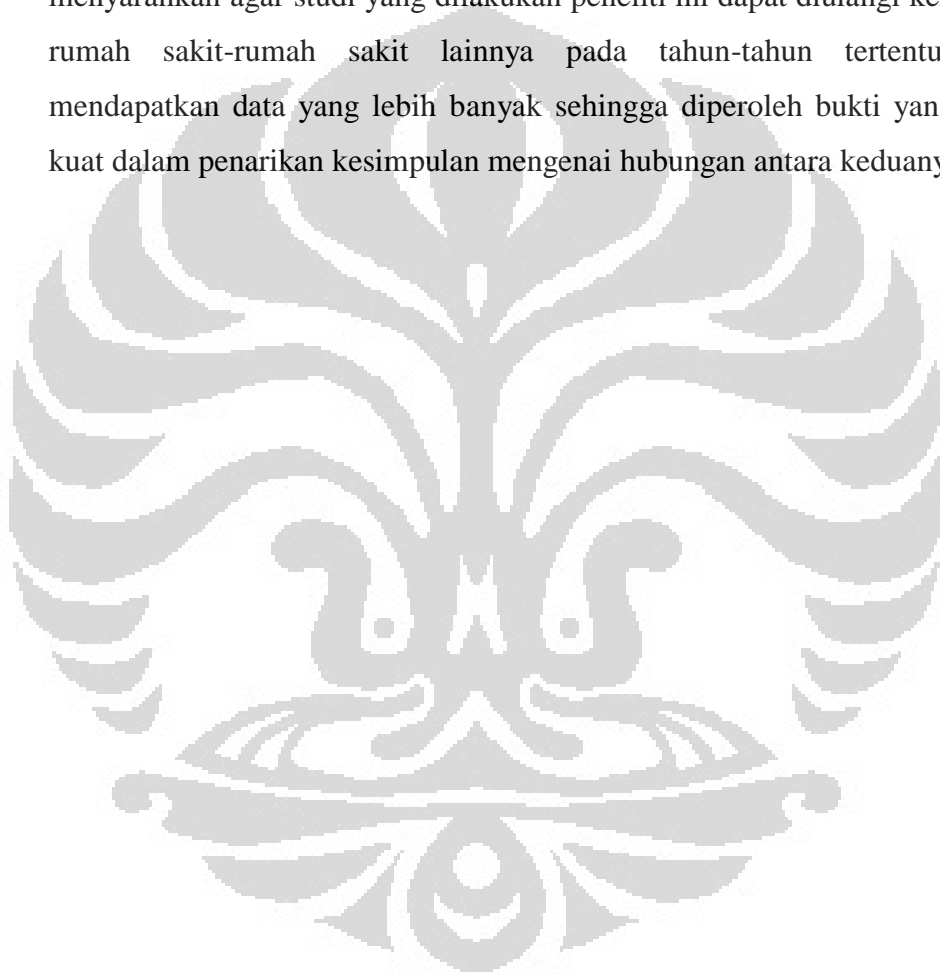 menyarankan agar studi yang dilakukan peneliti ini dapat diulangi ke
rumah sakit-rumah sakit lainnya pada tahun-tahun tertentu
mendapatkan data yang lebih banyak sehingga diperoleh bukti yan
kuat dalam penarikan kesimpulan mengenai hubungan antara keduany